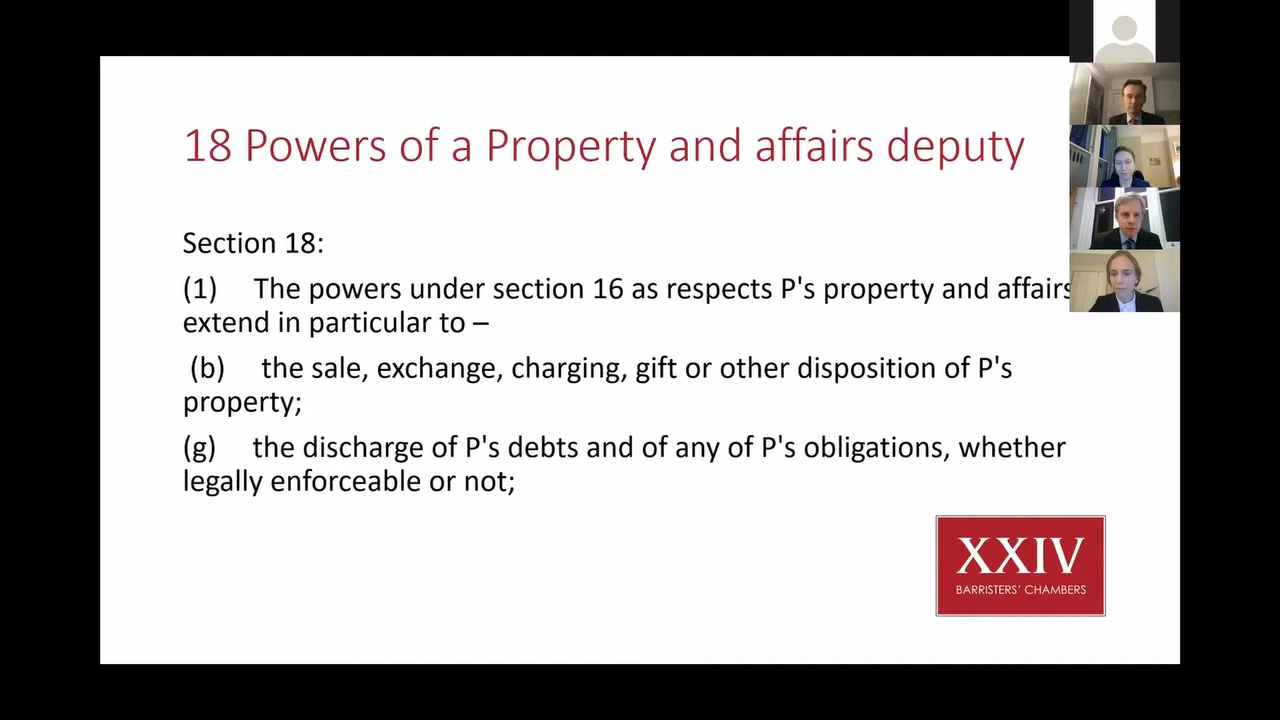 18 Powers of a Property and affairs deputy
Section 18:
(1) The powers under section 16 as respects P's property and affairs
extend in particular to –
(b) the sale, exchange, charging, gift or other disposition of P's
property;
(g) the discharge of P's debts and of any of P's obligations, whether
legally enforceable or not;
XXIV
BARRISTERS' CHAMBERS